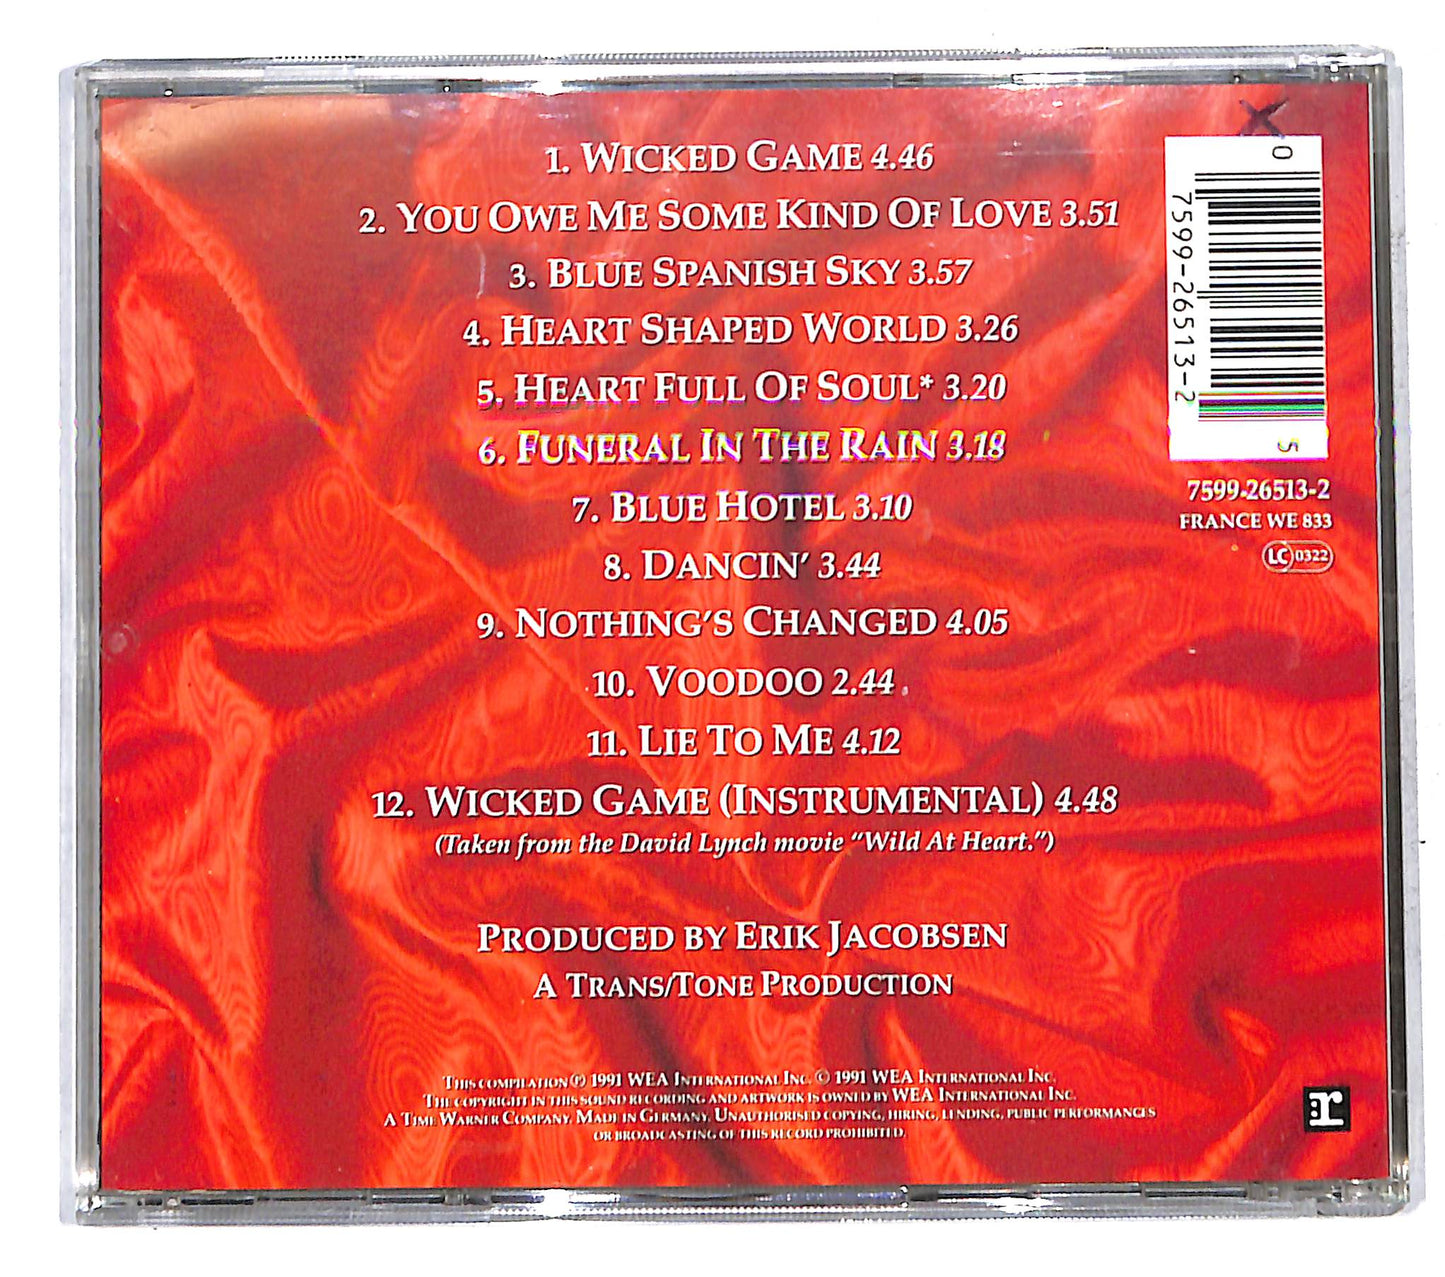 1. WICKED GAME 4.46
2. YOU OWE ME SOME KIND OF LOVE 3.51
3. BLUE SPANISH SKY 3.57
4. HEART SHAPED WORLD 3.26
5. HEART FULL OF SOUL* 3.20
6. FUNERAL IN THE RAIN 3.18
7. BLUE HOTEL 3.10
8. DANCIN' 3.44
9. NOTHING'S CHANGED 4.05
10. VOODOO 2.44
11. LIE TO ME 4.12
12. WICKED GAME (INSTRUMENTAL) 4.48
(Taken from the David Lynch movie "Wild At Heart.")
PRODUCED BY ERIK JACOBSEN
A TRANS/TONE PRODUCTION
THIS COMPILATION ℗ 1991 WEA INTERNATIONAL INC. © 1991 WEA INTERNATIONAL INC.
THE COPYRIGHT IN THIS SOUND RECORDING AND ARTWORK IS OWNED BY WEA INTERNATIONAL INC.
A TIME WARNER COMPANY. MADE IN GERMANY. UNAUTHORISED COPYING, HIRING, LENDING, PUBLIC PERFORMANCES
OR BROADCASTING OF THIS RECORD PROHIBITED.
X
0
7599-26513-2
5
7599-26513-2
FRANCE WE 833
LC 0322
:r